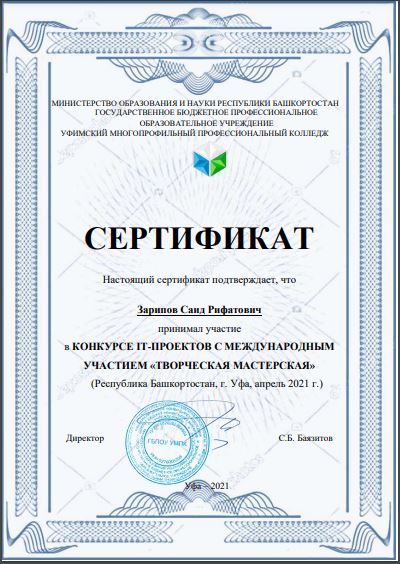 МИНИСТЕРСТВО ОБРАЗОВАНИЯ И НАУКИ РЕСПУБЛИКИ БАШКОРТОСТАН
ГОСУДАРСТВЕННОЕ БЮДЖЕТНОЕ ПРОФЕССИОНАЛЬНОЕ
ОБРАЗОВАТЕЛЬНОЕ УЧРЕЖДЕНИЕ
УФИМСКИЙ МНОГОПРОФИЛЬНЫЙ ПРОФЕССИОНАЛЬНЫЙ КОЛЛЕДЖ
СЕРТИФИКАТ
Настоящий сертификат подтверждает, что
Зарипов Саид Рифатович
принимал участие
в КОНКУРСЕ IT-ПРОЕКТОВ С МЕЖДУНАРОДНЫМ
УЧАСТИЕМ «ТВОРЧЕСКАЯ МАСТЕРСКАЯ»
(Республика Башкортостан, г. Уфа, апрель 2021 г.)
Директор С.Б. Баязитов
ГБПОУ УМПК
Уфа – 2021